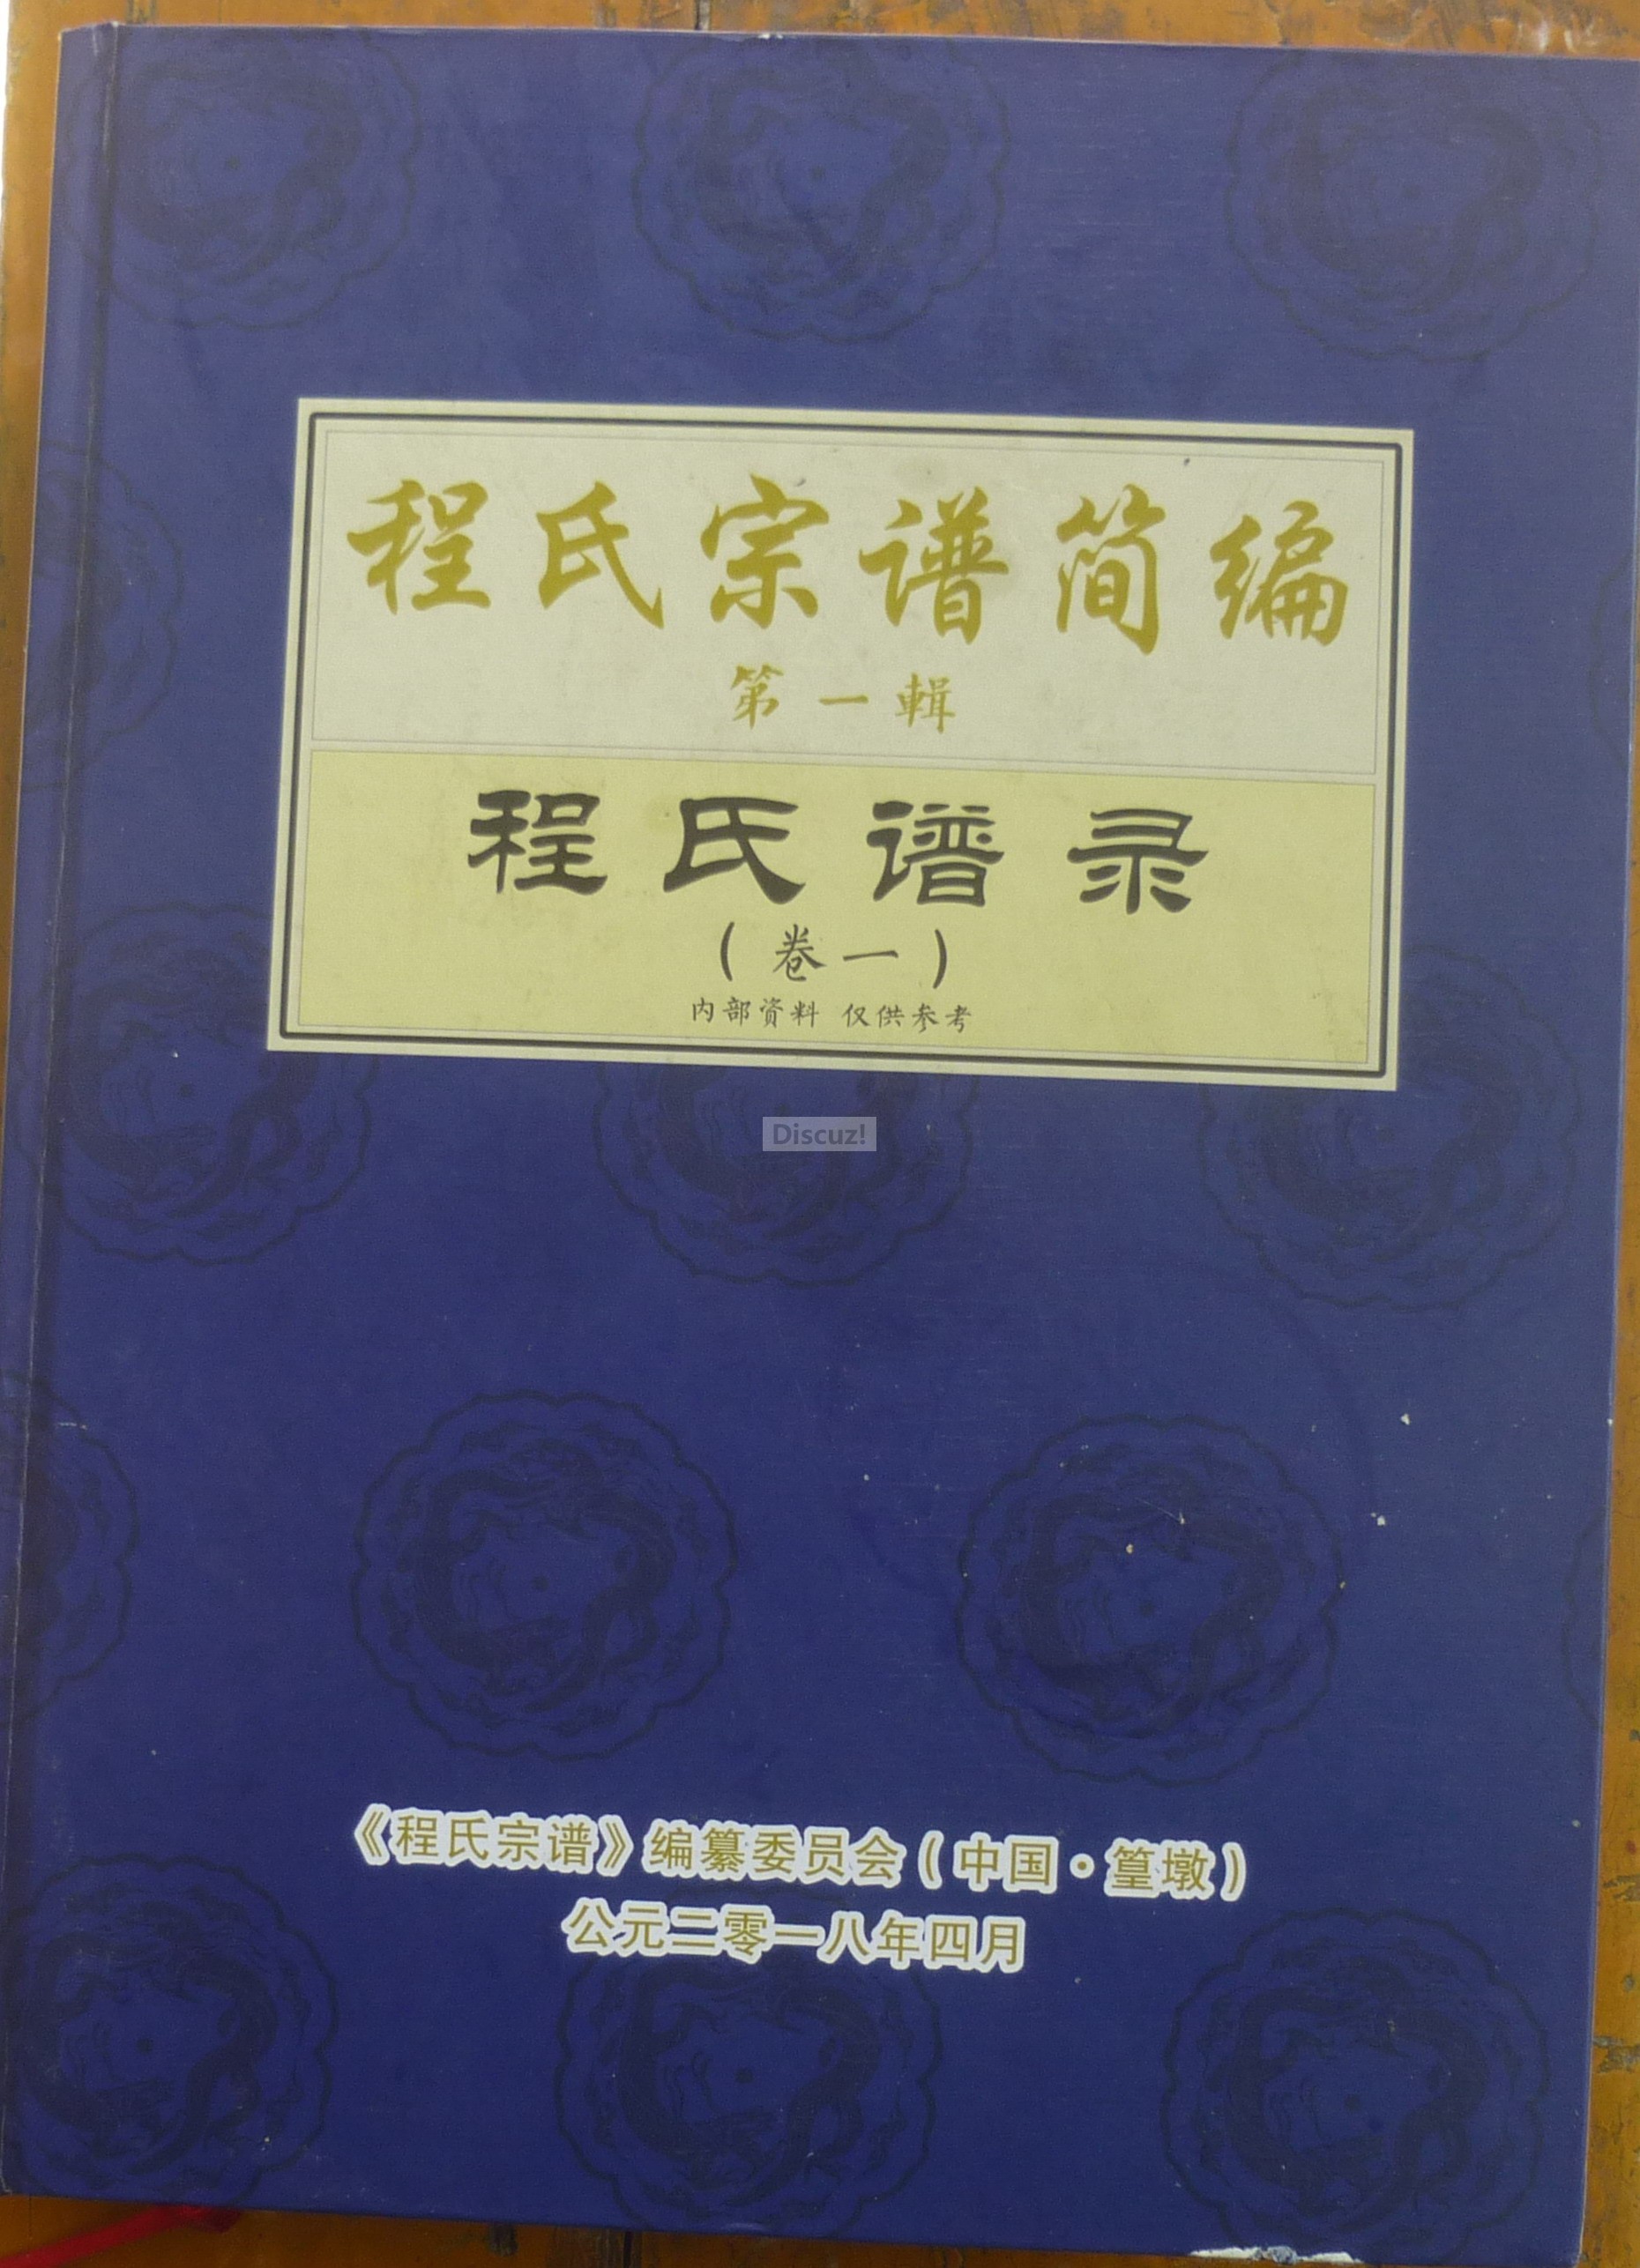 程氏宗谱简编
第一輯
程氏谱录
（卷一）
内部资料 仅供参考
Discuz!
《程氏宗谱》编纂委员会（中国·篁墩）
公元二零一八年四月